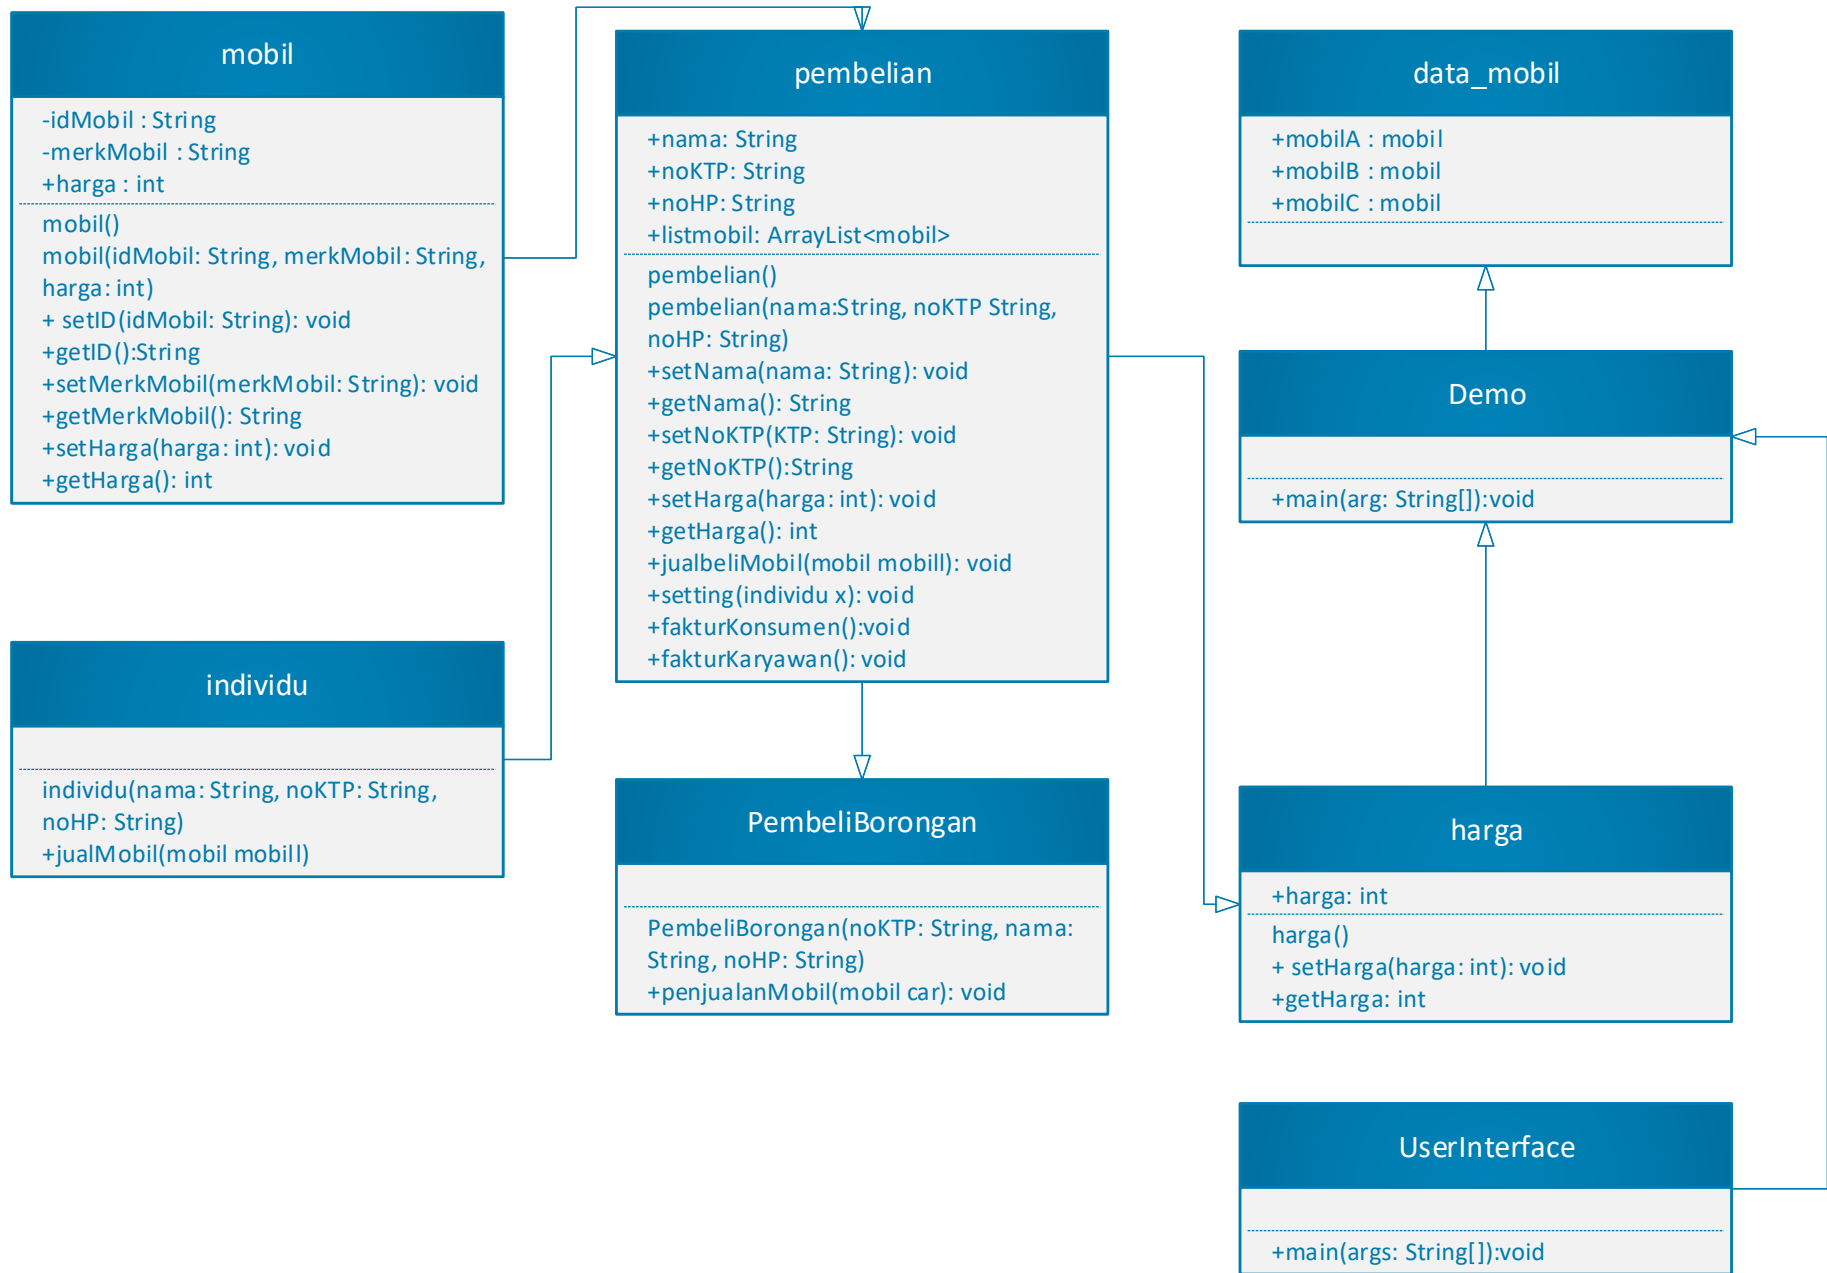 mobil
-idMobil : String
-merkMobil : String
+harga : int
mobil()
mobil(idMobil: String, merkMobil: String,
harga: int)
+ setID(idMobil: String): void
+getID():String
+setMerkMobil(merkMobil: String): void
+getMerkMobil(): String
+setHarga(harga: int): void
+getHarga(): int
individu
individu(nama: String, noKTP: String,
noHP: String)
+jualMobil(mobil mobill)
pembelian
+nama: String
+noKTP: String
+noHP: String
+listmobil: ArrayList<mobil>
pembelian()
pembelian(nama:String, noKTP String,
noHP: String)
+setNama(nama: String): void
+getNama(): String
+setNoKTP(KTP: String): void
+getNoKTP():String
+setHarga(harga: int): void
+getHarga(): int
+jualbeliMobil(mobil mobill): void
+setting(individu x): void
+fakturKonsumen():void
+fakturKaryawan(): void
PembeliBorongan
PembeliBorongan(noKTP: String, nama:
String, noHP: String)
+penjualanMobil(mobil car): void
data_mobil
+mobilA : mobil
+mobilB : mobil
+mobilC : mobil
Demo
+main(arg: String[]):void
harga
+harga: int
harga()
+ setHarga(harga: int): void
+getHarga: int
UserInterface
+main(args: String[]):void